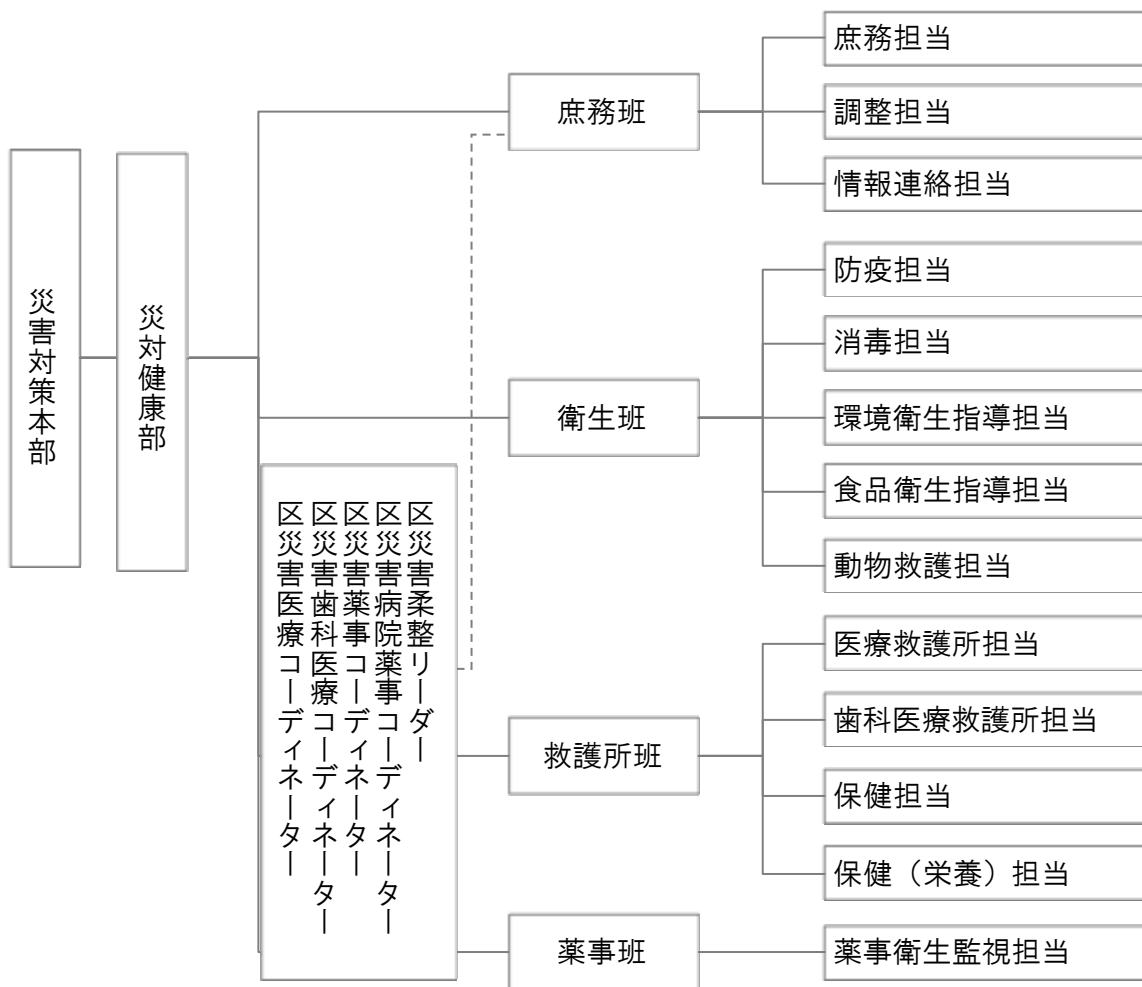 災害対策本部
災対健康部
区災害柔整リーダー
区災害病院薬事コーディネーター
区災害薬事コーディネーター
区災害歯科医療コーディネーター
区災害医療コーディネーター
庶務班
庶務担当
調整担当
情報連絡担当
衛生班
防疫担当
消毒担当
環境衛生指導担当
食品衛生指導担当
動物救護担当
救護所班
医療救護所担当
歯科医療救護所担当
保健担当
保健（栄養）担当
薬事班
薬事衛生監視担当